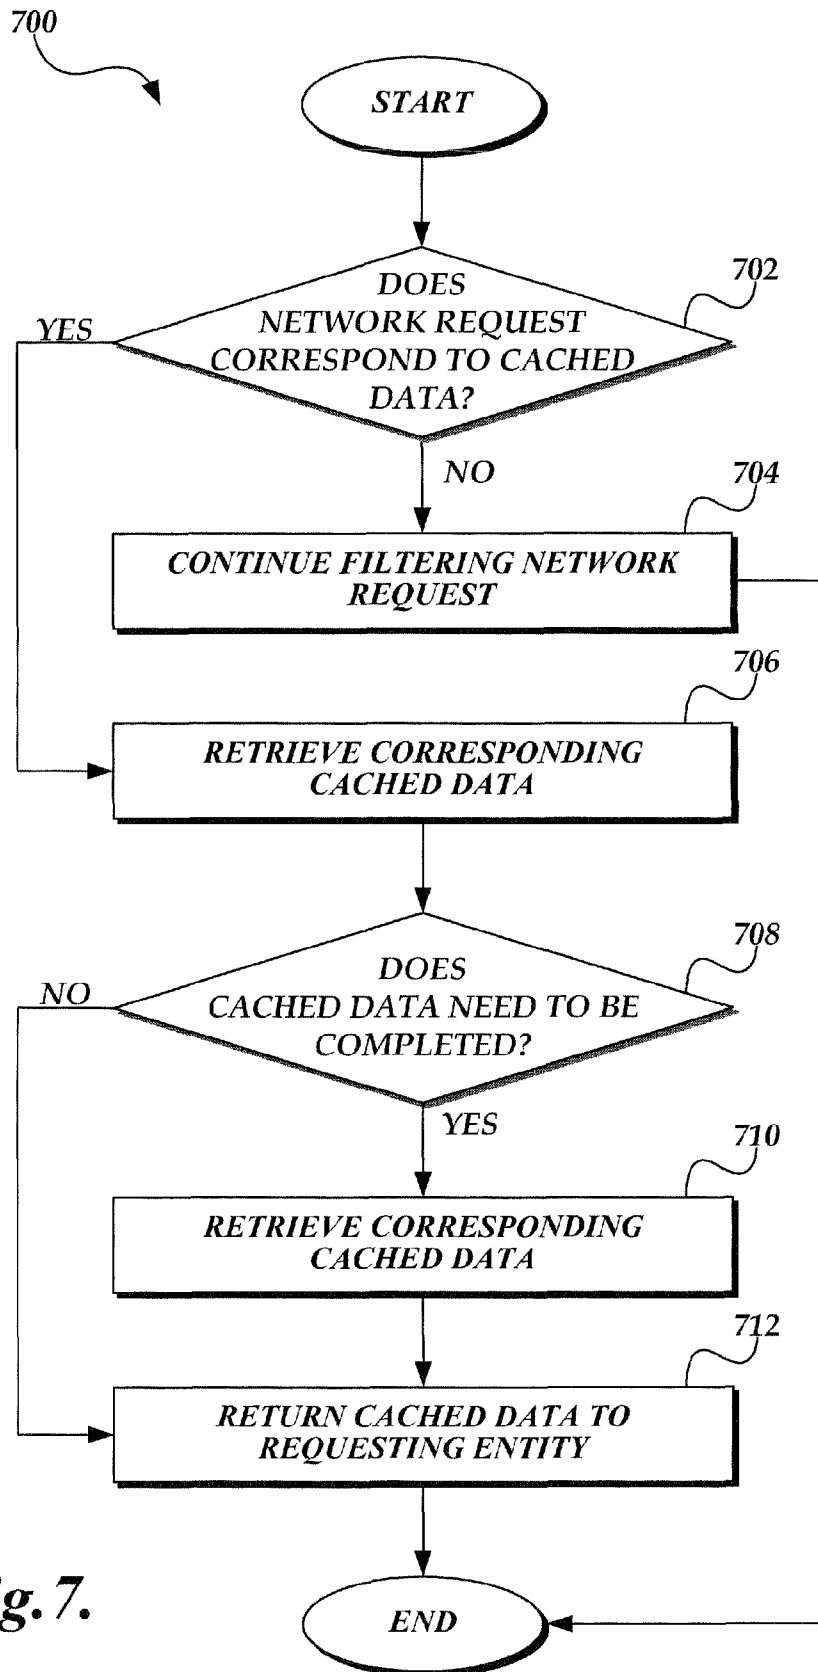 700
START
702
DOES
NETWORK REQUEST
CORRESPOND TO CACHED
DATA?
YES
NO
704
CONTINUE FILTERING NETWORK
REQUEST
706
RETRIEVE CORRESPONDING
CACHED DATA
708
DOES
CACHED DATA NEED TO BE
COMPLETED?
NO
YES
710
RETRIEVE CORRESPONDING
CACHED DATA
712
RETURN CACHED DATA TO
REQUESTING ENTITY
END
g.7.